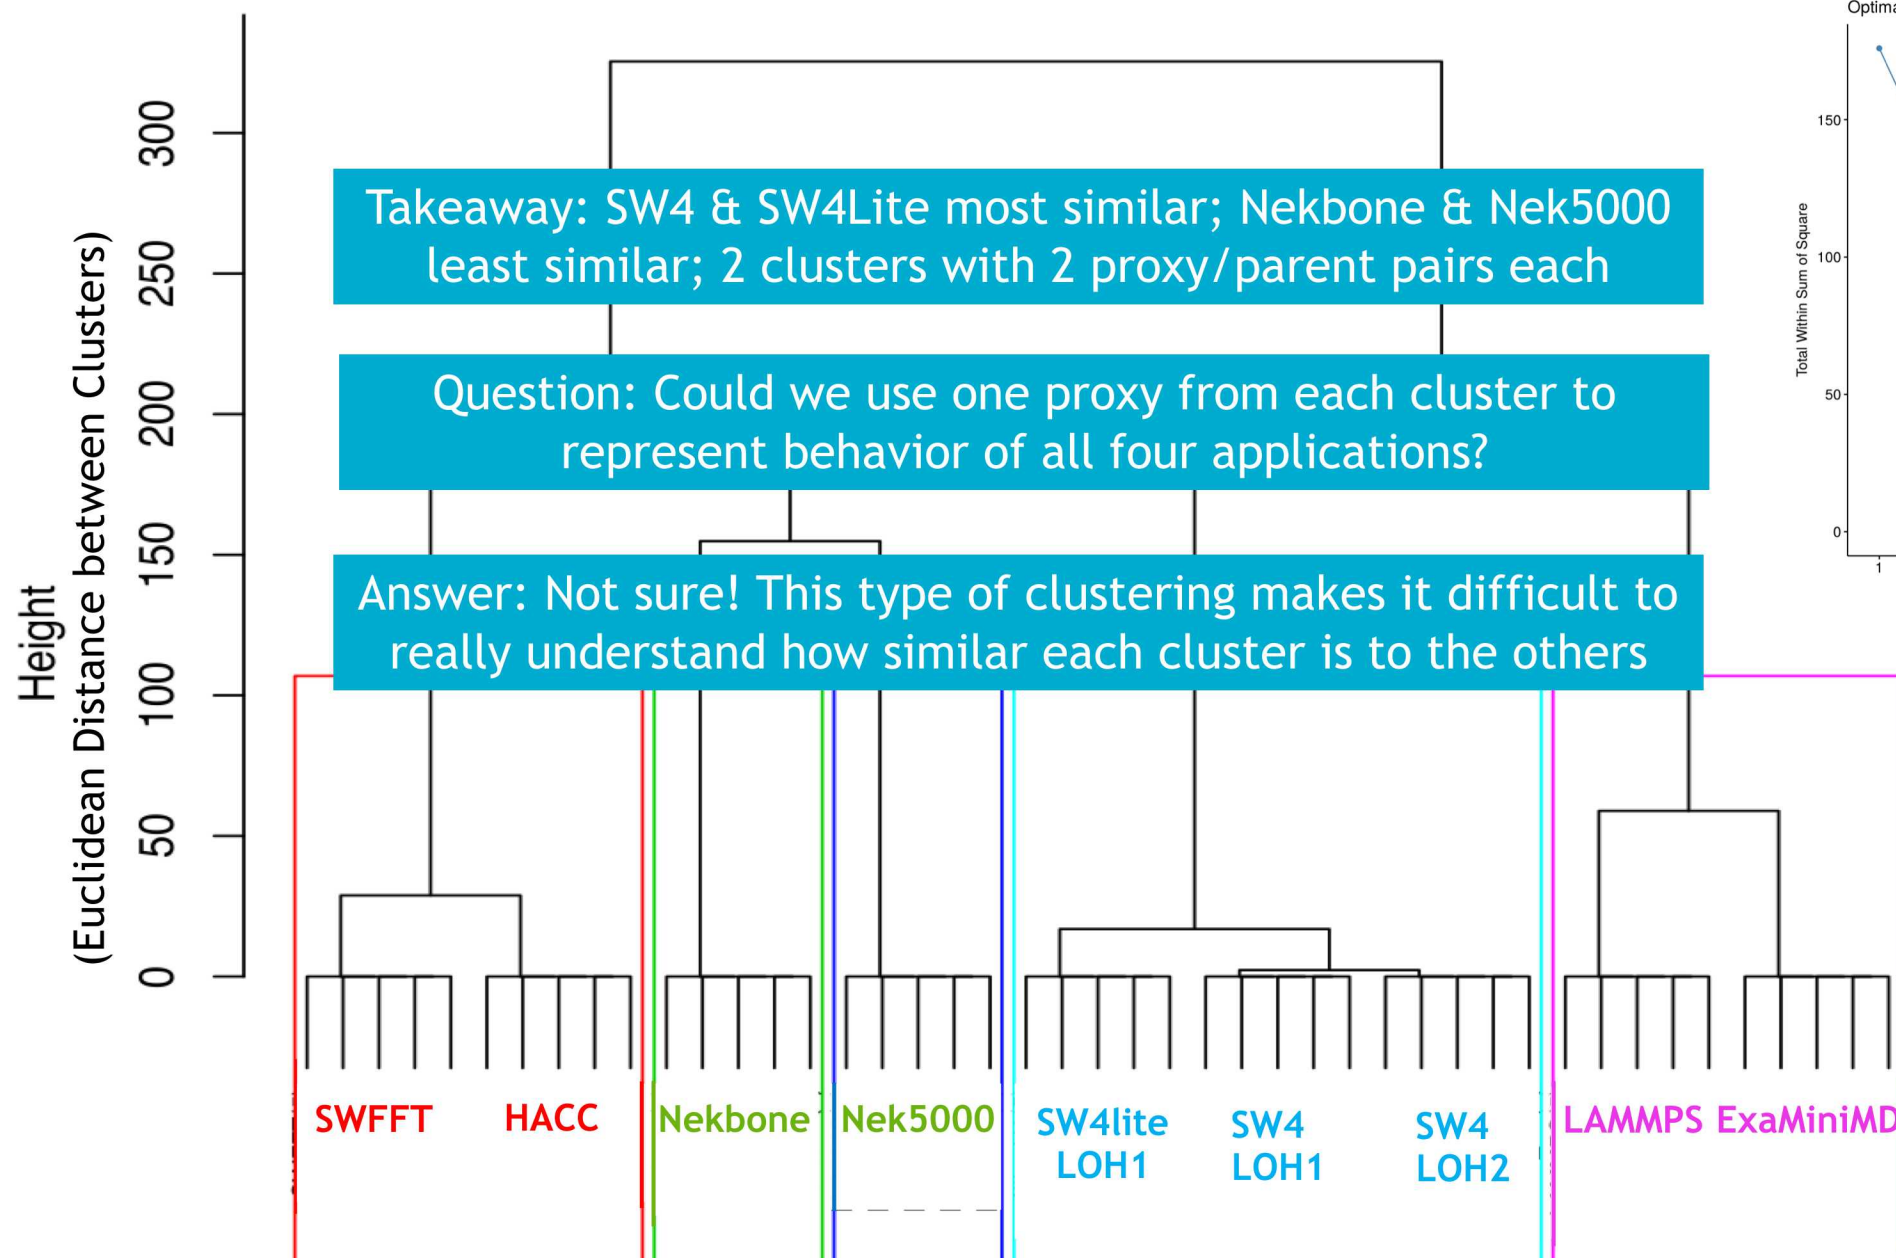 Optima
300
250
200
150
100
50
0
Height
(Euclidean Distance between Clusters)
Takeaway: SW4 & SW4Lite most similar; Nekbone & Nek5000
least similar; 2 clusters with 2 proxy/parent pairs each
Question: Could we use one proxy from each cluster to
represent behavior of all four applications?
Answer: Not sure! This type of clustering makes it difficult to
really understand how similar each cluster is to the others
150
100
50
0
Total Within Sum of Square
1
SWFFT
HACC
Nekbone
Nek5000
SW4lite
LOH1
SW4
LOH1
SW4
LOH2
LAMMPS
ExaMiniMD